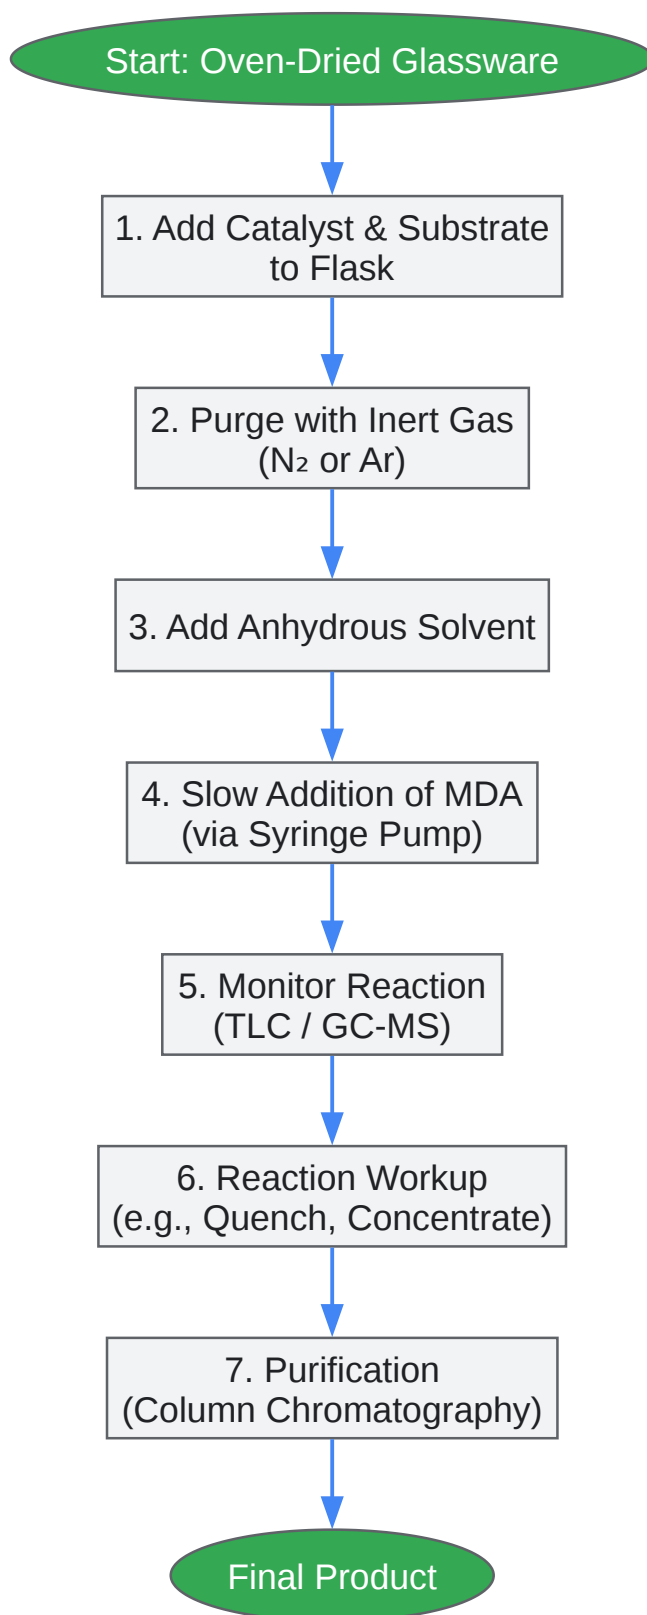 Start: Oven-Dried Glassware
1. Add Catalyst & Substrate
to Flask
2. Purge with Inert Gas
(N₂ or Ar)
3. Add Anhydrous Solvent
4. Slow Addition of MDA
(via Syringe Pump)
5. Monitor Reaction
(TLC / GC-MS)
6. Reaction Workup
(e.g., Quench, Concentrate)
7. Purification
(Column Chromatography)
Final Product